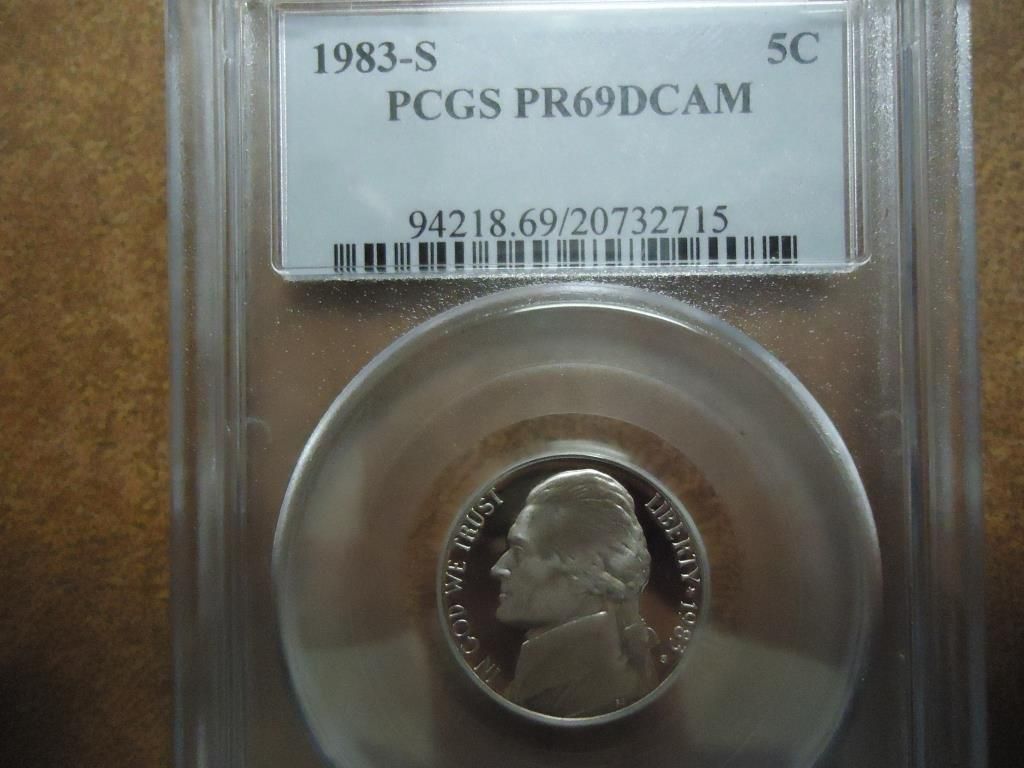 1983-S 5C
PCGS PR69DCAM
94218.69/20732715
IN GOD WE TRUST
LIBERTY * 1983